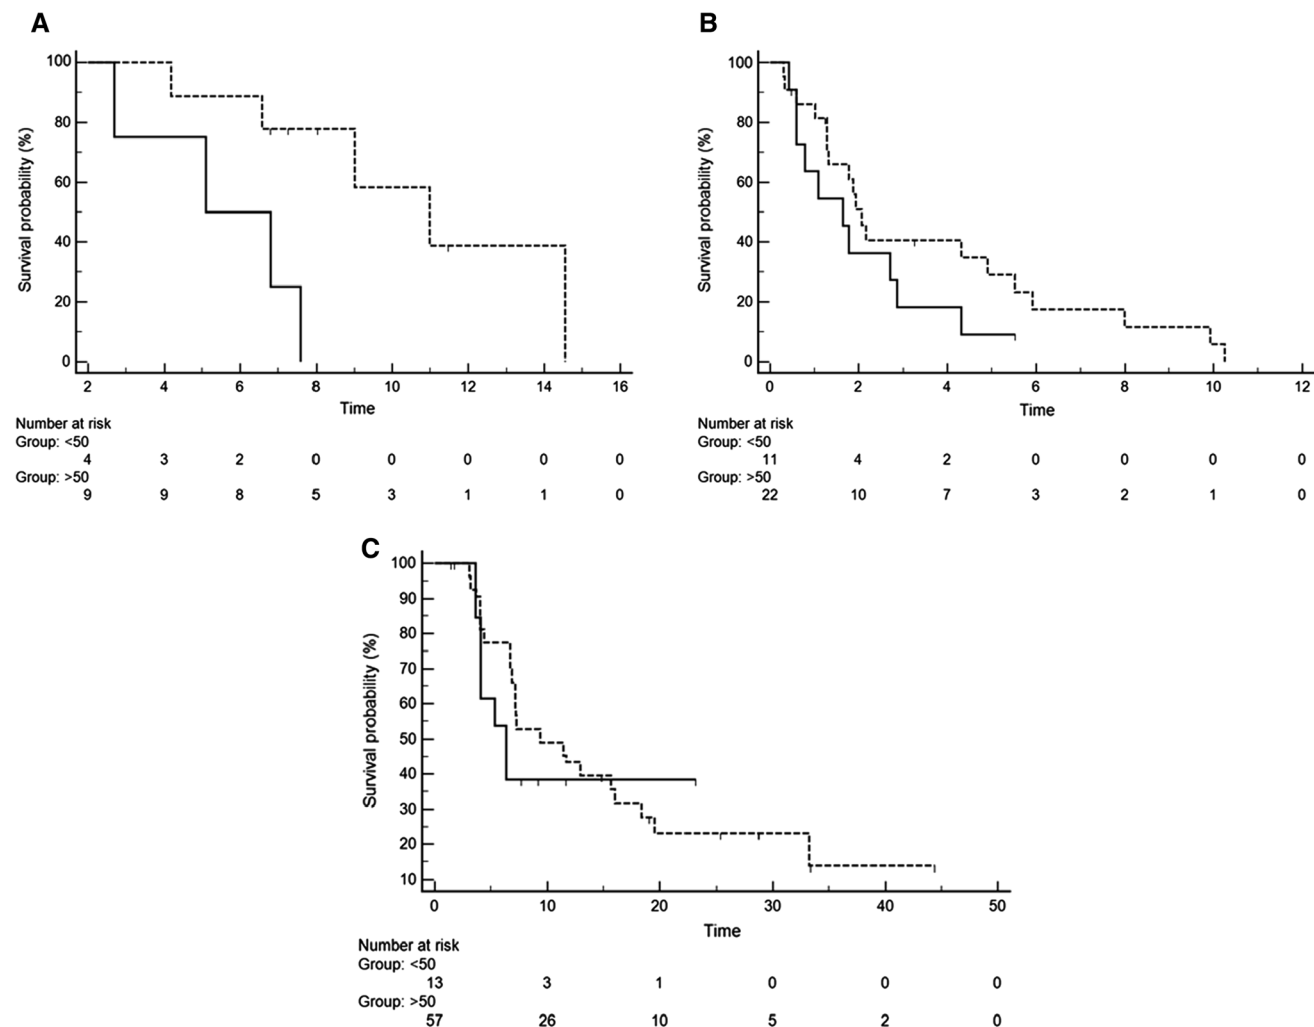 A
Survival probability (%)
100
80
60
40
20
0
2 4 6 8 10 12 14 16
Time
Number at risk
Group: <50
4 3 2 0 0 0 0 0
Group: >50
9 9 8 5 3 1 1 0
B
Survival probability (%)
100
80
60
40
20
0
0 2 4 6 8 10 12
Time
Number at risk
Group: <50
11 4 2 0 0 0 0
Group: >50
22 10 7 3 2 1 0
C
Survival probability (%)
100
90
80
70
60
50
40
30
20
10
0 10 20 30 40 50
Time
Number at risk
Group: <50
13 3 1 0 0 0
Group: >50
57 26 10 5 2 0